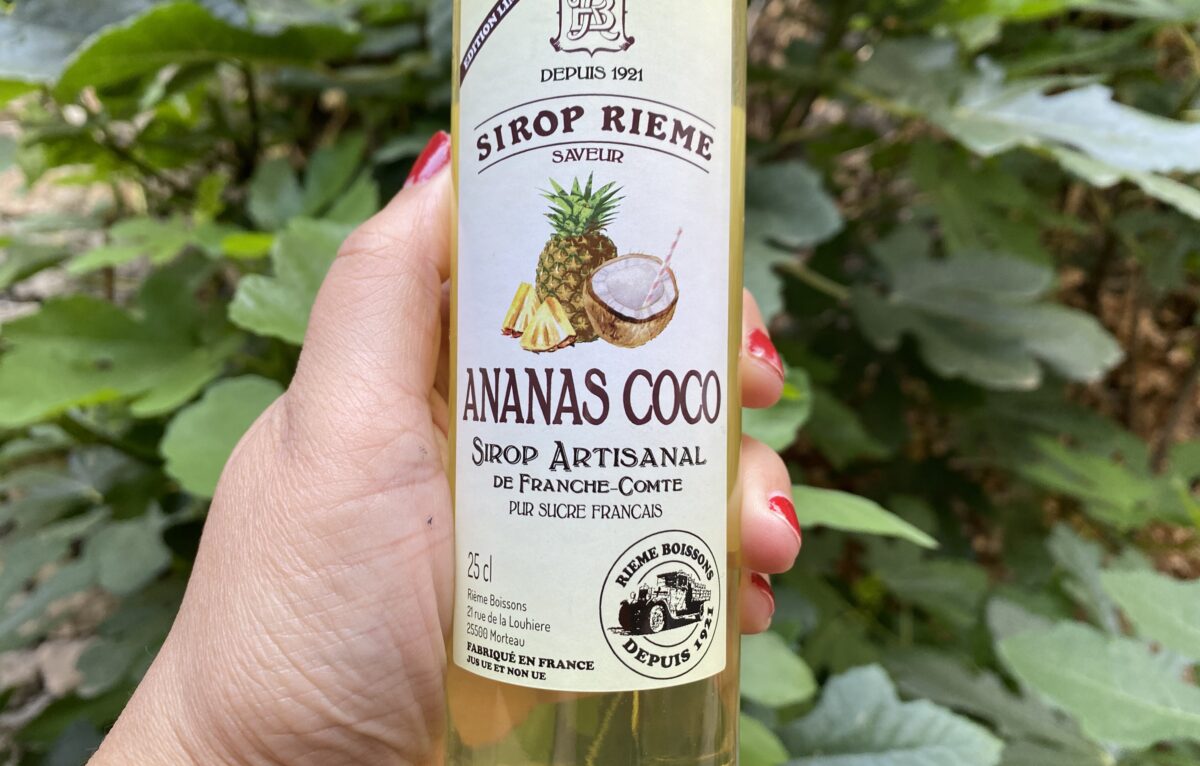 EDITION
DEPUIS 1921
SIROP RIEME
SAVEUR
ANANAS COCO
SIROP ARTISANAL
DE FRANCHE-COMTE
PUR SUCRE FRANCAIS
25 cl
Rième Boissons
21 rue de la Louhiere
25500 Morteau
FABRIQUÉ EN FRANCE
JUS UE ET NON UE
RIEME BOISSONS
DEPUIS 1921